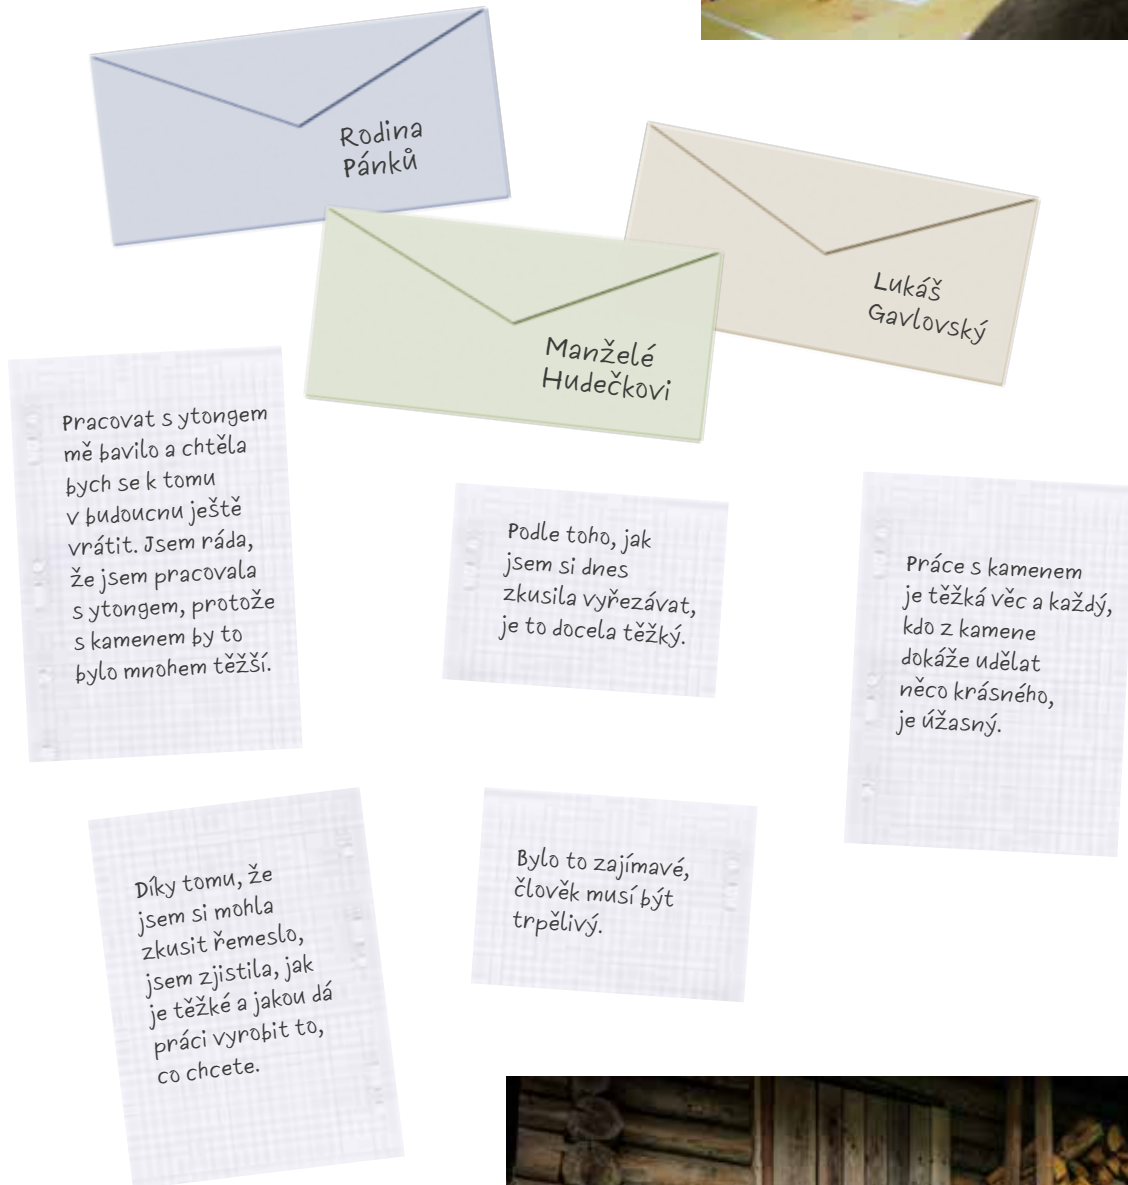 Rodina
Pánků
Lukáš
Gavlovský
Manželé
Hudečkovi
Pracovat s ytongem
mě bavilo a chtěla
bych se k tomu
v budoucnu ještě
vrátit. Jsem ráda,
že jsem pracovala
s ytongem, protože
s kamenem by to
bylo mnohem těžší.
Podle toho, jak
jsem si dnes
zkusila vyřezávat,
je to docela těžký.
Práce s kamenem
je těžká věc a každý,
kdo z kamene
dokáže udělat
něco krásného,
je úžasný.
Díky tomu, že
jsem si mohla
zkusit řemeslo,
jsem zjistila, jak
je těžké a jakou dá
práci vyrobit to,
co chcete.
Bylo to zajímavé,
člověk musí být
trpělivý.